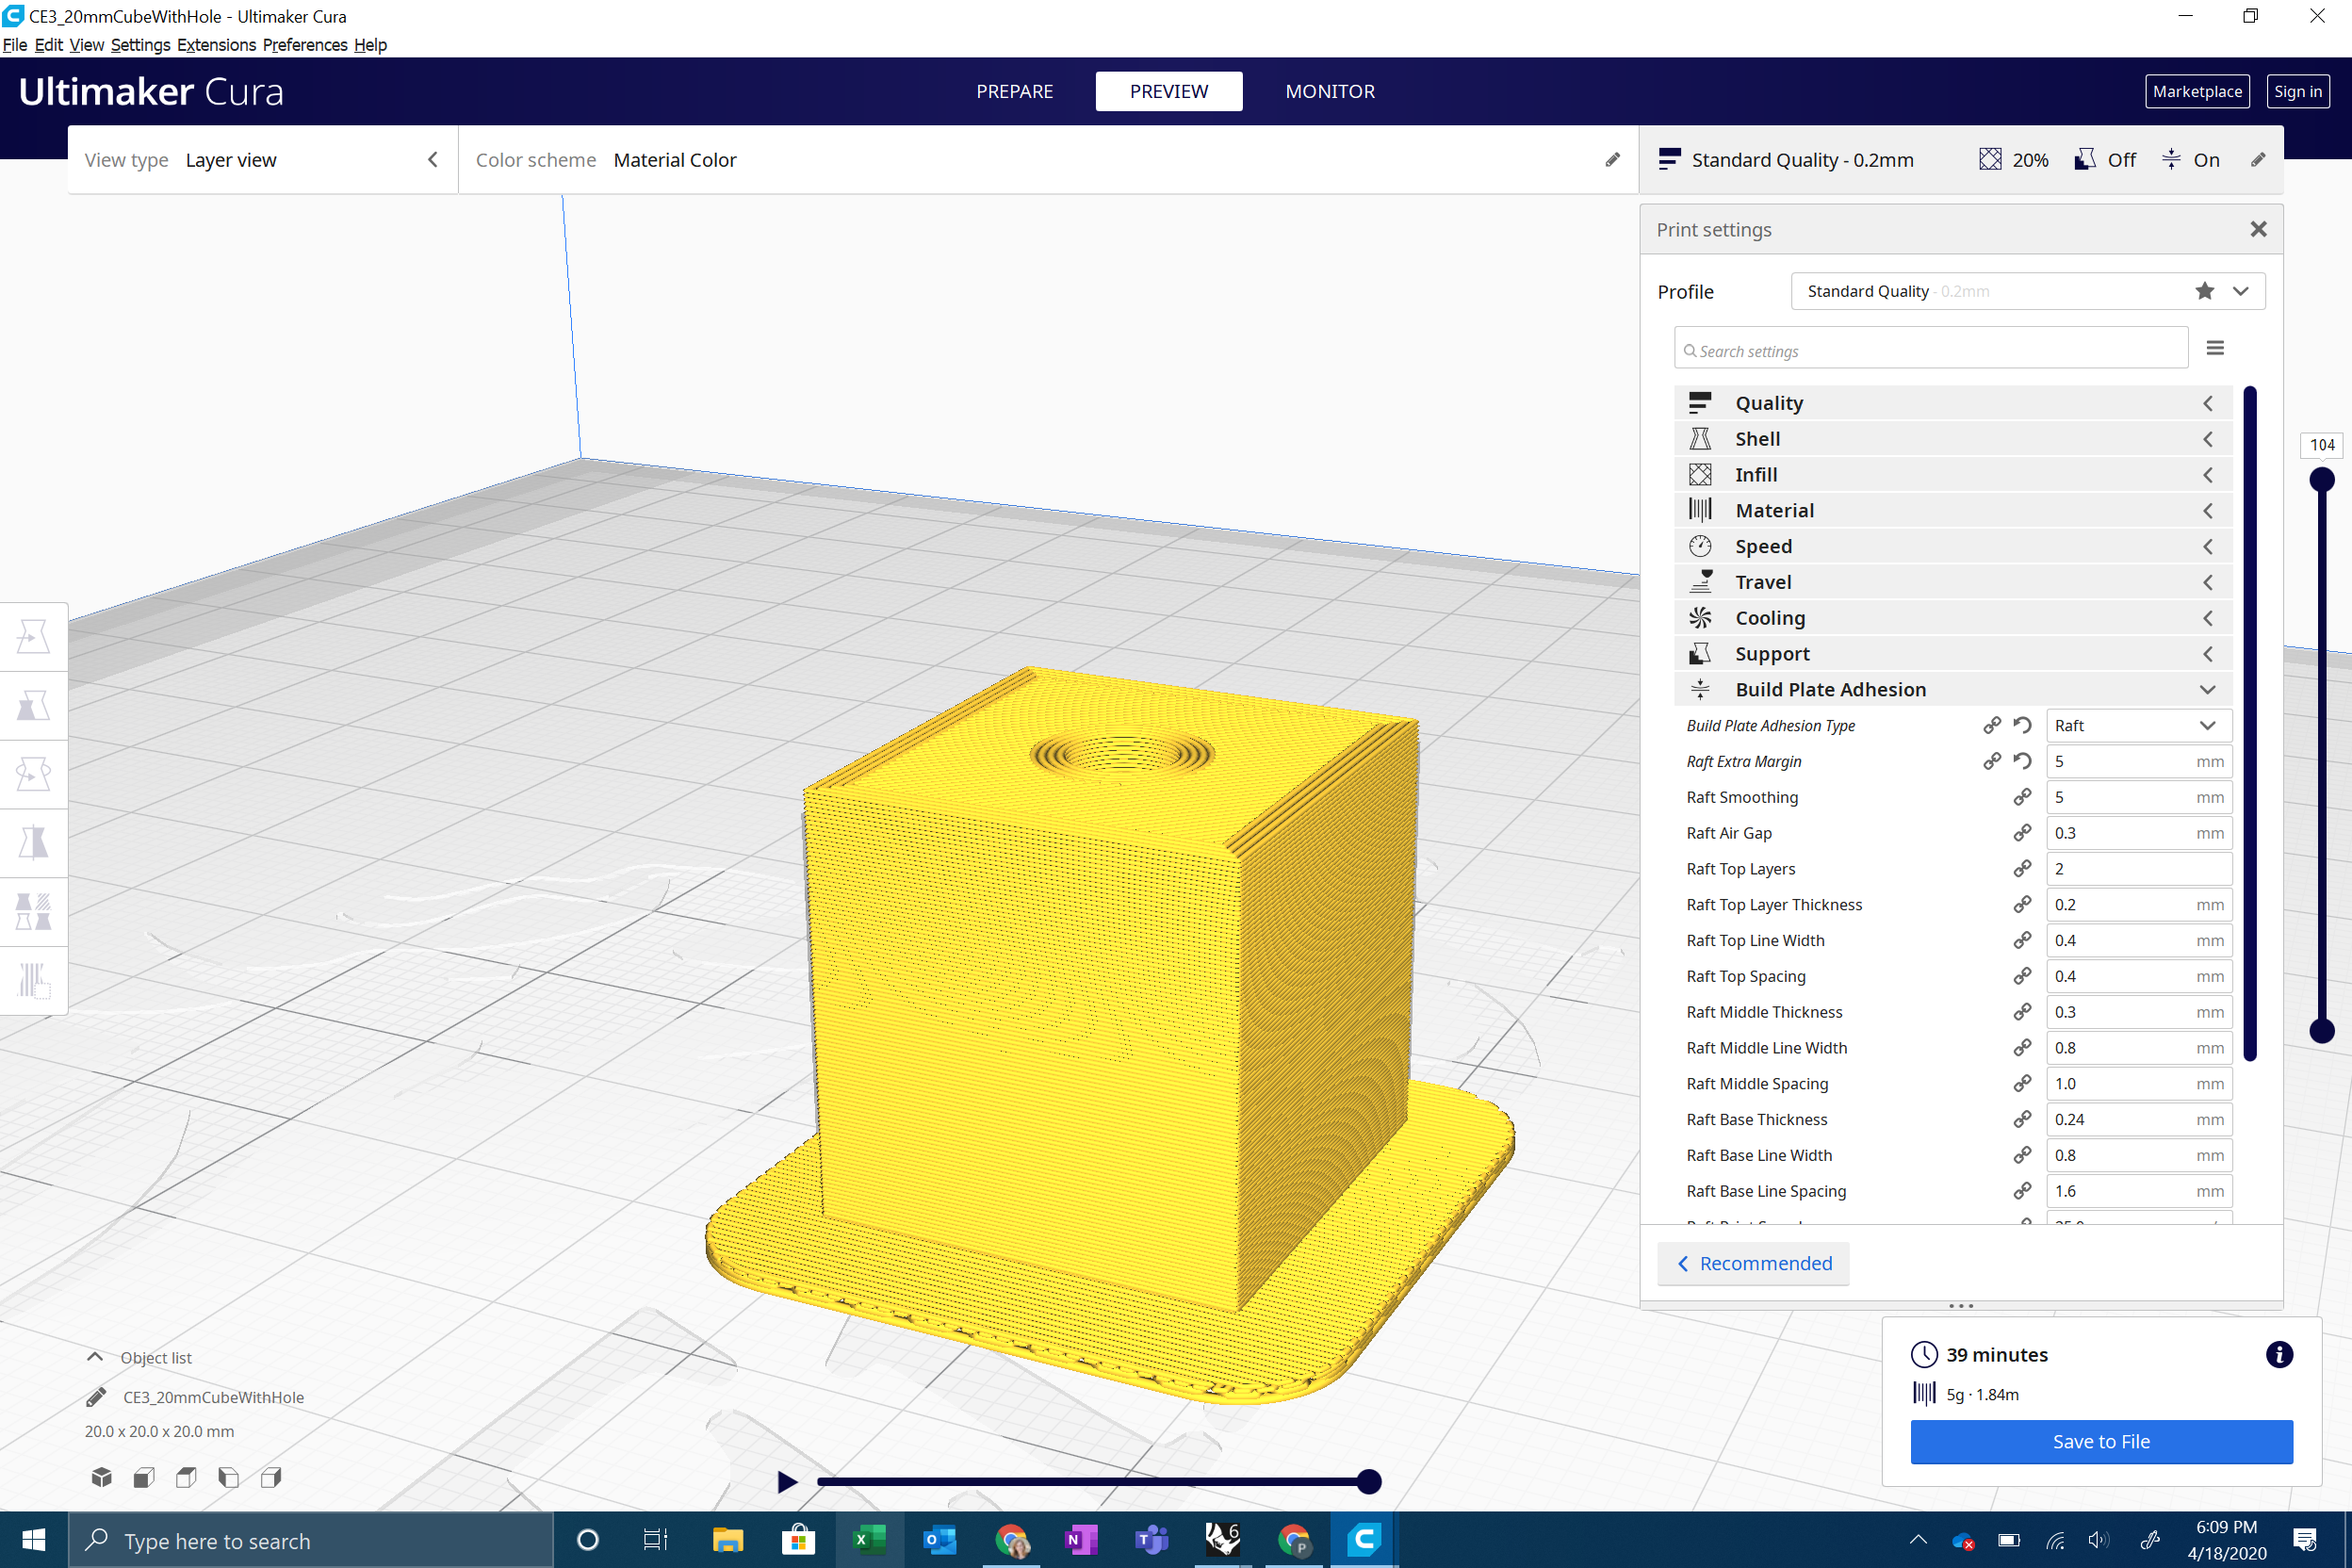 CE3_20mmCubeWithHole - Ultimaker Cura
File Edit View Settings Extensions Preferences Help
Ultimaker Cura
PREPARE
PREVIEW
MONITOR
Marketplace
Sign in
View type Layer view
Color scheme Material Color
Standard Quality - 0.2mm
20%
Off
On
Print settings
Profile
Standard Quality - 0.2mm
Search settings
Quality
Shell
Infill
Material
Speed
Travel
Cooling
Support
Build Plate Adhesion
Build Plate Adhesion Type Raft
Raft Extra Margin 5 mm
Raft Smoothing 5 mm
Raft Air Gap 0.3 mm
Raft Top Layers 2
Raft Top Layer Thickness 0.2 mm
Raft Top Line Width 0.4 mm
Raft Top Spacing 0.4 mm
Raft Middle Thickness 0.3 mm
Raft Middle Line Width 0.8 mm
Raft Middle Spacing 1.0 mm
Raft Base Thickness 0.24 mm
Raft Base Line Width 0.8 mm
Raft Base Line Spacing 1.6 mm
104
Recommended
39 minutes
5g · 1.84m
Save to File
Object list
CE3_20mmCubeWithHole
20.0 x 20.0 x 20.0 mm
Type here to search
6:09 PM
4/18/2020